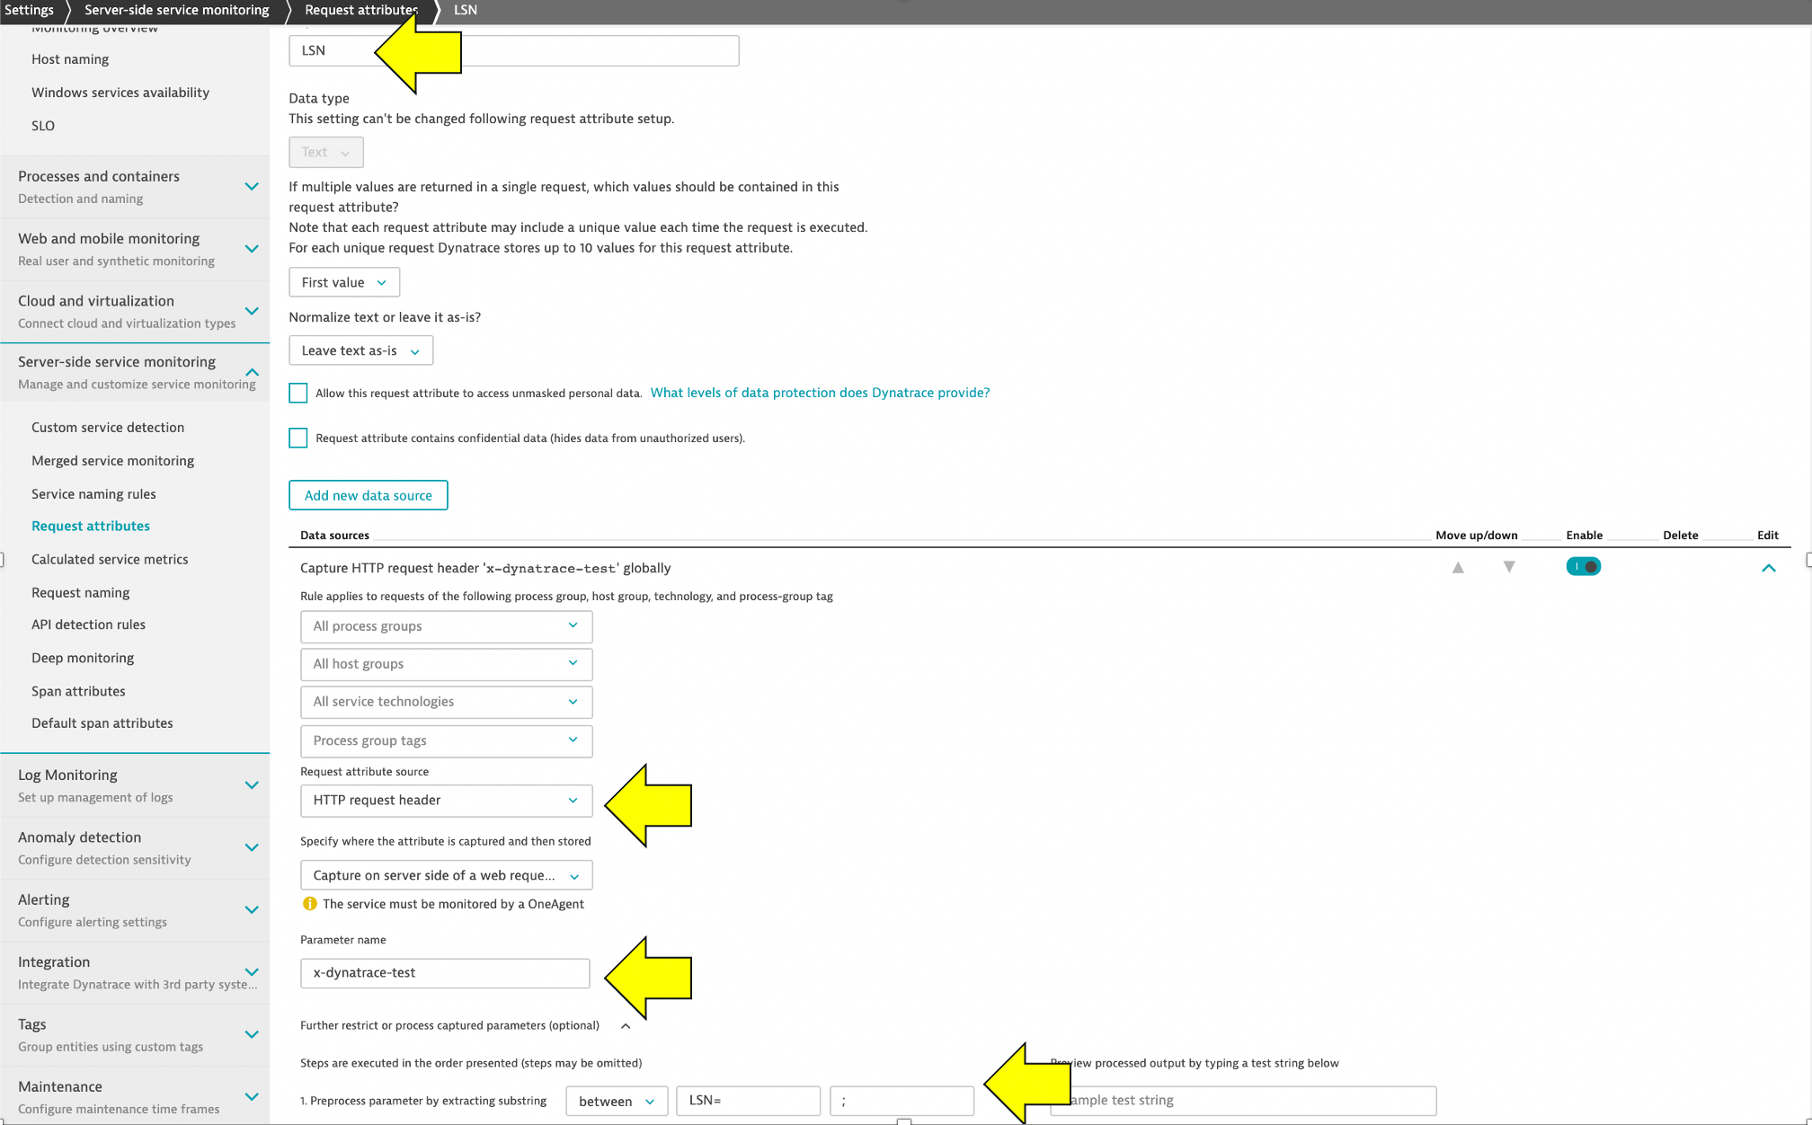 Settings
Server-side service monitoring
Request attributes
LSN
Monitoring overview
Host naming
Windows services availability
SLO
Processes and containers
Detection and naming
Web and mobile monitoring
Real user and synthetic monitoring
Cloud and virtualization
Connect cloud and virtualization types
Server-side service monitoring
Manage and customize service monitoring
Custom service detection
Merged service monitoring
Service naming rules
Request attributes
Calculated service metrics
Request naming
API detection rules
Deep monitoring
Span attributes
Default span attributes
Log Monitoring
Set up management of logs
Anomaly detection
Configure detection sensitivity
Alerting
Configure alerting settings
Integration
Integrate Dynatrace with 3rd party syste...
Tags
Group entities using custom tags
Maintenance
Configure maintenance time frames
LSN
Data type
This setting can't be changed following request attribute setup.
Text
If multiple values are returned in a single request, which values should be contained in this
request attribute?
Note that each request attribute may include a unique value each time the request is executed.
For each unique request Dynatrace stores up to 10 values for this request attribute.
First value
Normalize text or leave it as-is?
Leave text as-is
Allow this request attribute to access unmasked personal data. What levels of data protection does Dynatrace provide?
Request attribute contains confidential data (hides data from unauthorized users).
Add new data source
Data sources Move up/down Enable Delete Edit
Capture HTTP request header 'x-dynatrace-test' globally
Rule applies to requests of the following process group, host group, technology, and process-group tag
All process groups
All host groups
All service technologies
Process group tags
Request attribute source
HTTP request header
Specify where the attribute is captured and then stored
Capture on server side of a web reque...
The service must be monitored by a OneAgent
Parameter name
x-dynatrace-test
Further restrict or process captured parameters (optional)
Steps are executed in the order presented (steps may be omitted)
Preview processed output by typing a test string below
1. Preprocess parameter by extracting substring between LSN= ;
ample test string